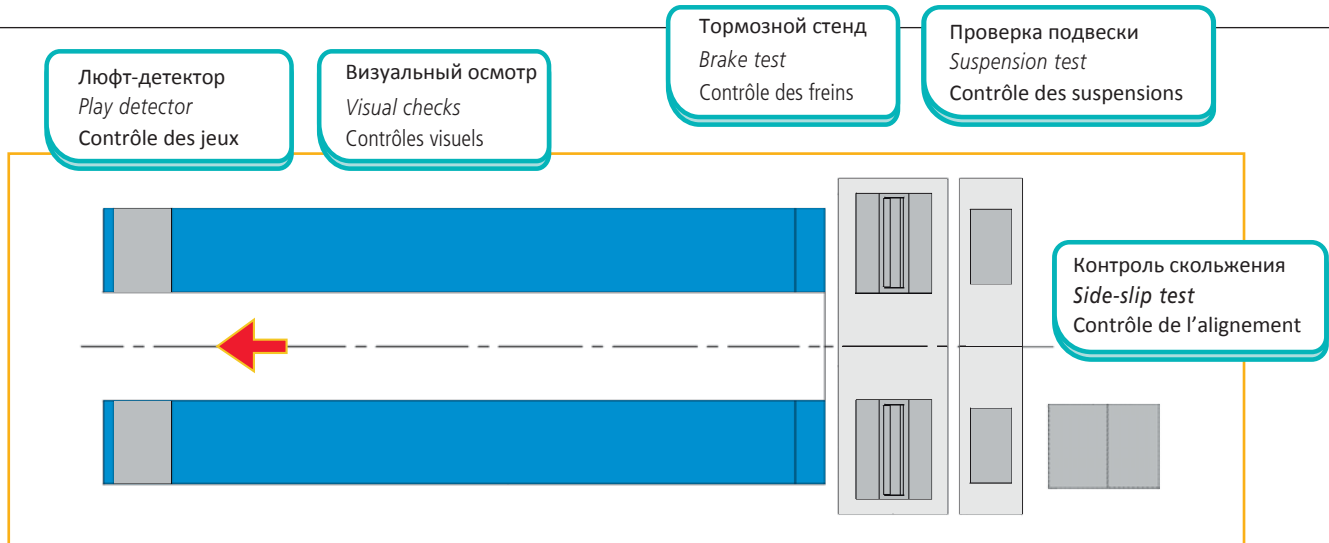 Люфт-детектор
Play detector
Contrôle des jeux
Визуальный осмотр
Visual checks
Contrôles visuels
Тормозной стенд
Brake test
Contrôle des freins
Проверка подвески
Suspension test
Contrôle des suspensions
Контроль скольжения
Side-slip test
Contrôle de l’alignement